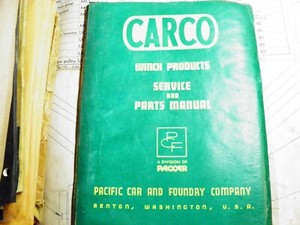 CARCO
WINCH PRODUCTS
SERVICE
AND
PARTS MANUAL
PCF
A DIVISION OF
PACCAR
PACIFIC CAR AND FOUNDRY COMPANY
RENTON, WASHINGTON, U.S.A.